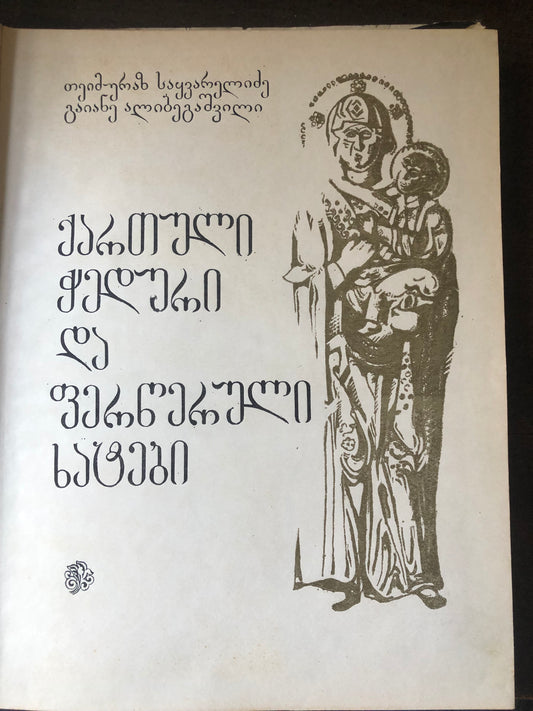 თეიმურაზ საყვარელიძე
გაიანე ალიბეგაშვილი
ქართული
ჭედური
და
ფერწერული
ხატები